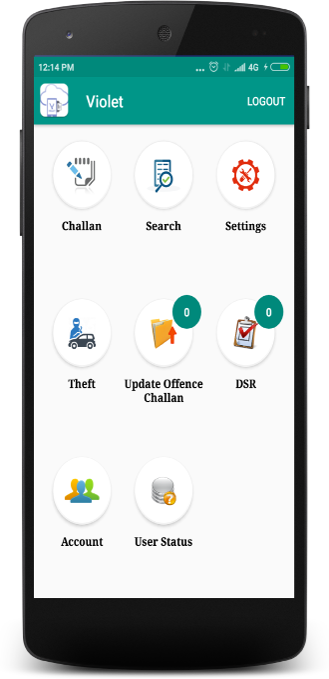 12:14 PM
... 4G
Violet
LOGOUT
Challan
Search
Settings
0
0
Theft
Update Offence
Challan
DSR
Account
User Status